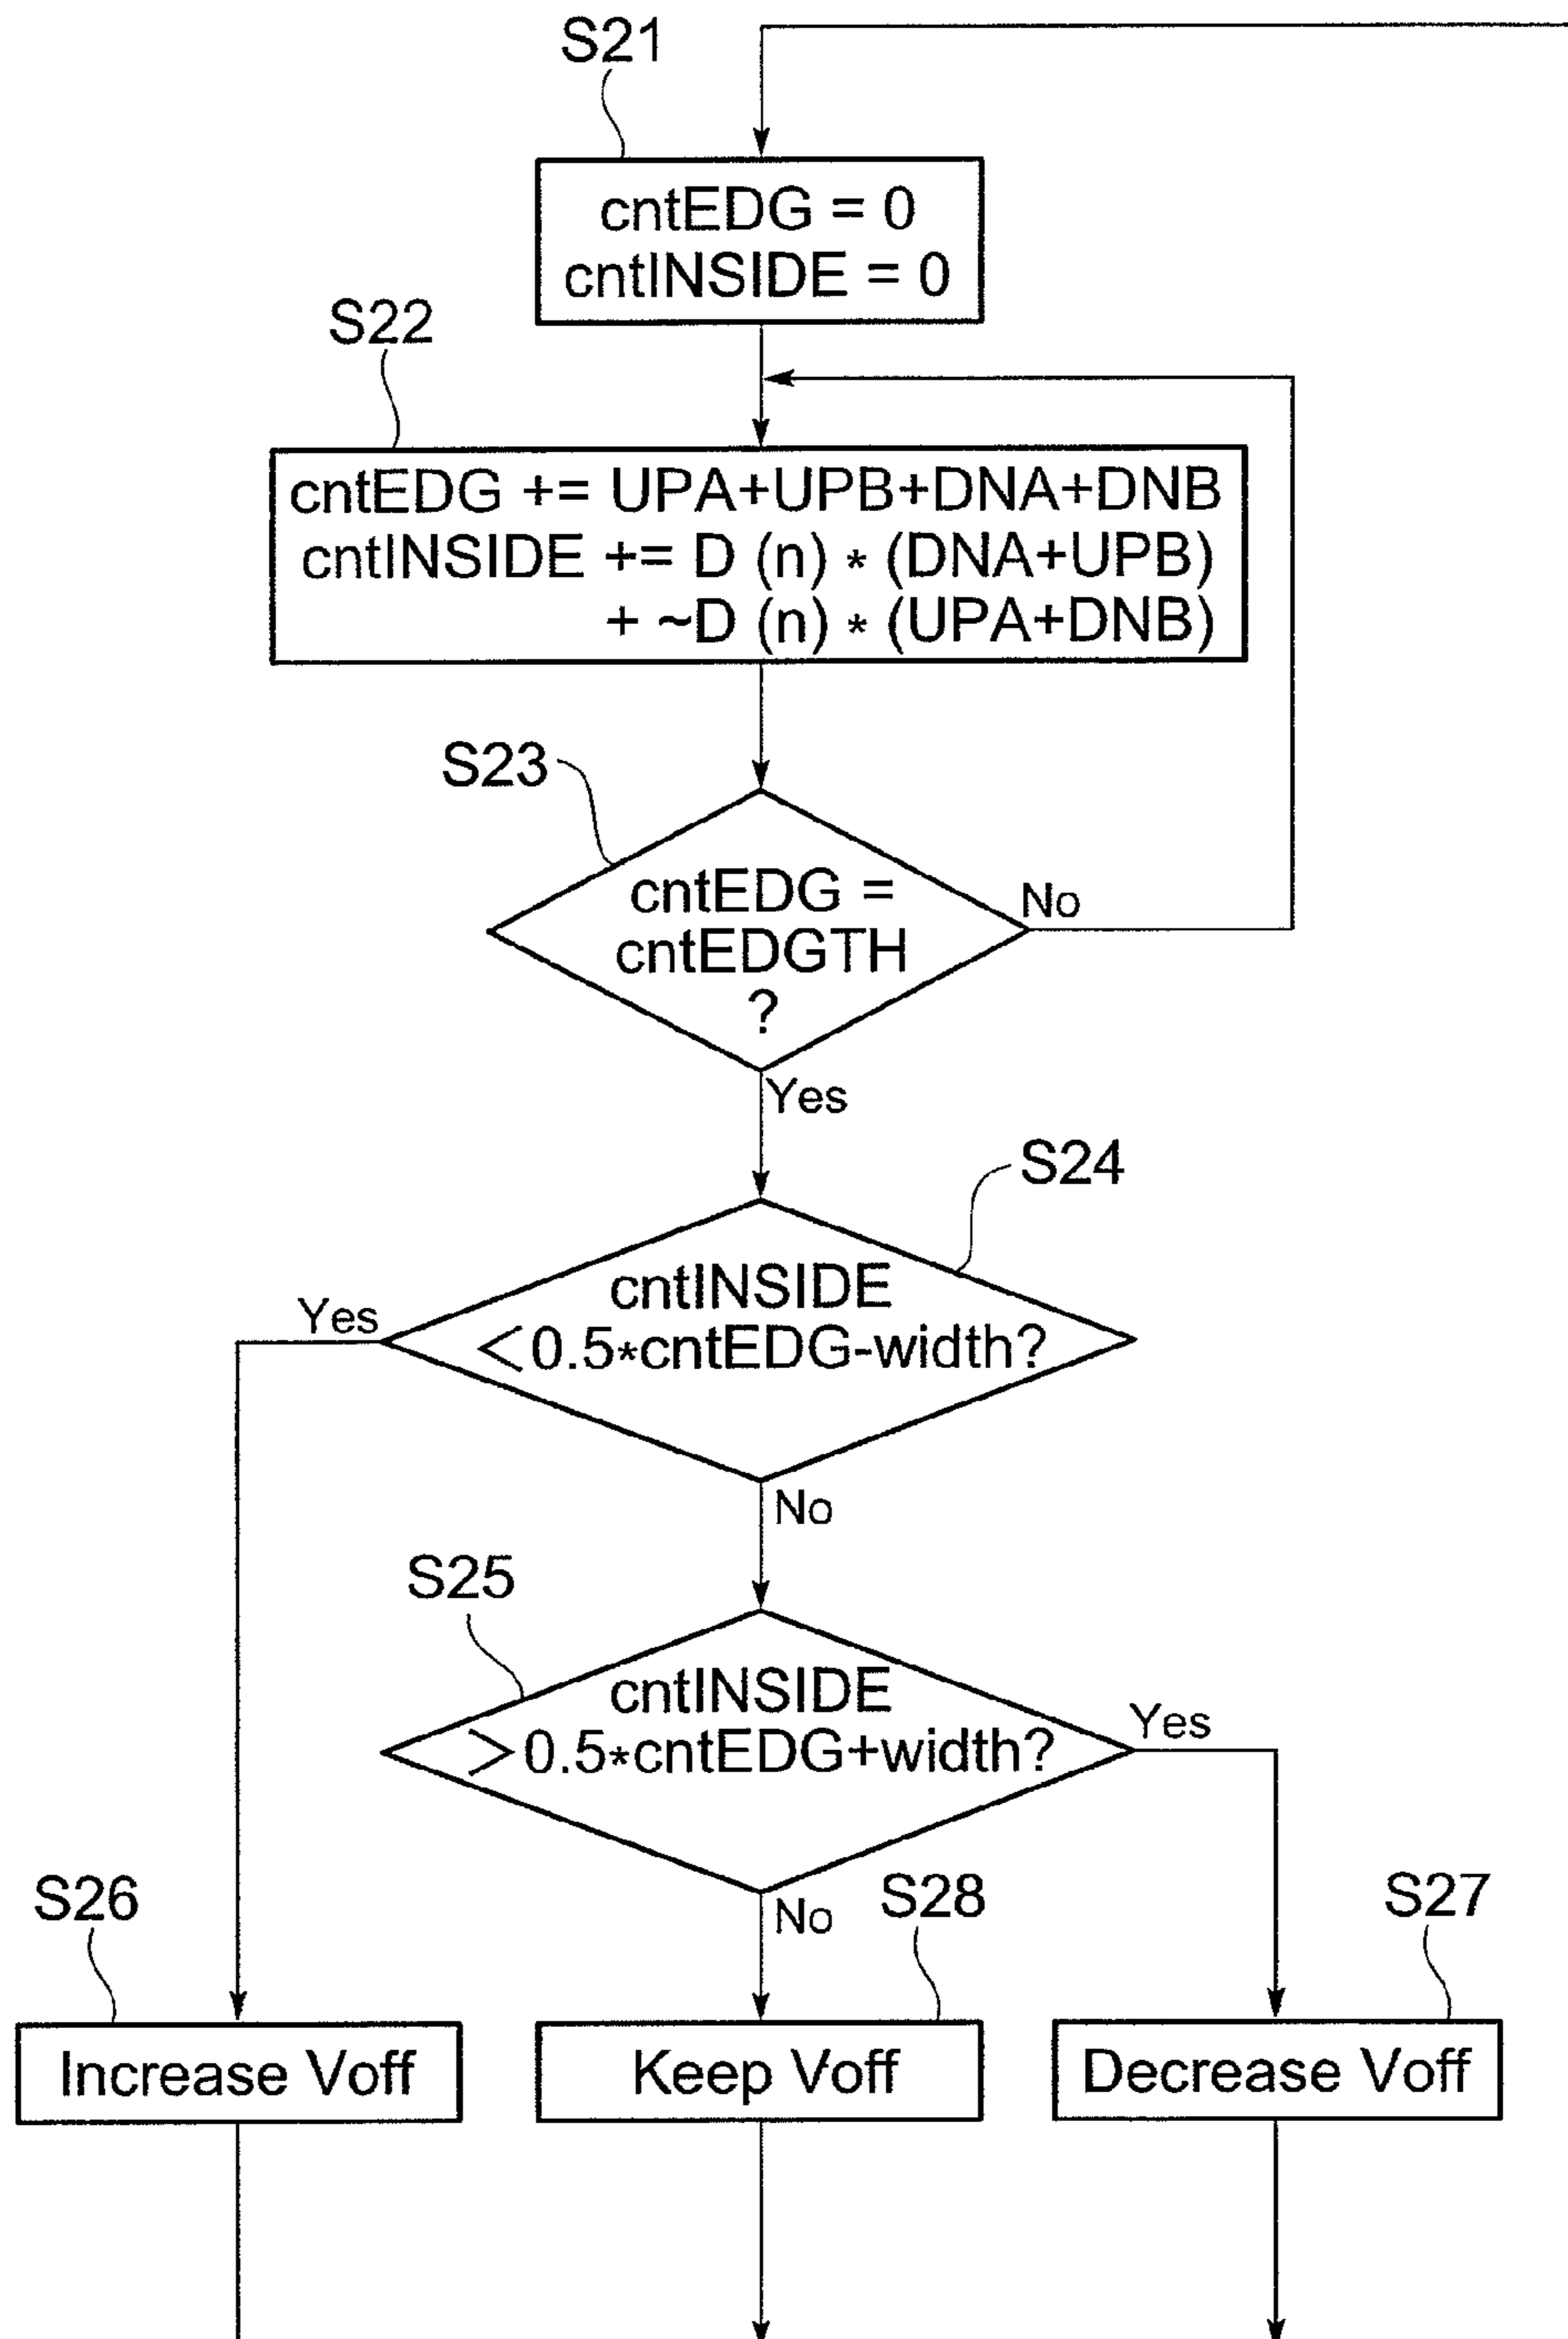 S21
cntEDG = 0
cntINSIDE = 0
S22
cntEDG += UPA+UPB+DNA+DNB
cntINSIDE += D (n) * (DNA+UPB)
+ ~D (n) * (UPA+DNB)
S23
cntEDG =
cntEDGTH
?
No
Yes
S24
cntINSIDE
<0.5*cntEDG-width?
Yes
No
S25
cntINSIDE
>0.5*cntEDG+width?
Yes
No
S26
S28
S27
Increase Voff
Keep Voff
Decrease Voff